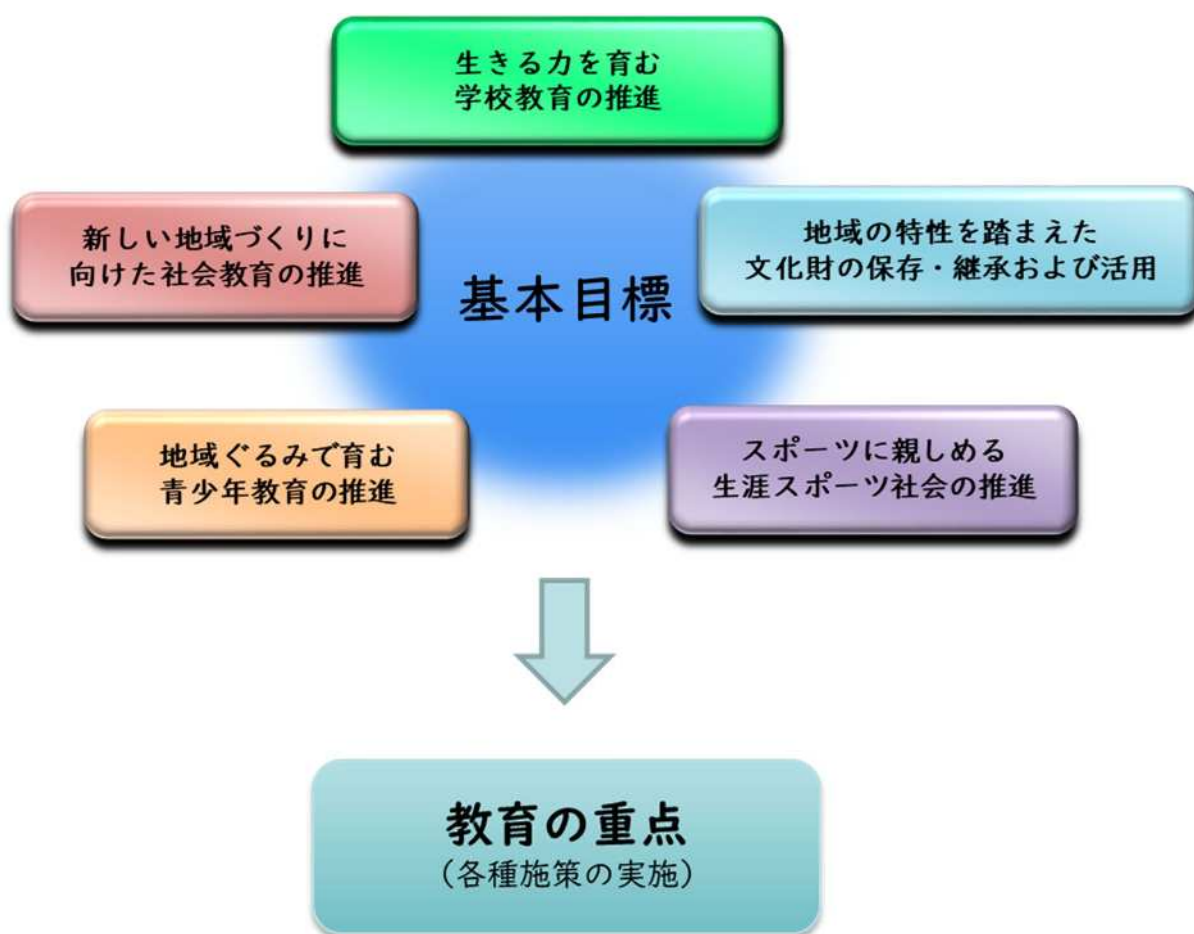 生きる力を育む
学校教育の推進
新しい地域づくりに
向けた社会教育の推進
地域の特性を踏まえた
文化財の保存・継承および活用
基本目標
地域ぐるみで育む
青少年教育の推進
スポーツに親しめる
生涯スポーツ社会の推進
教育の重点
(各種施策の実施)